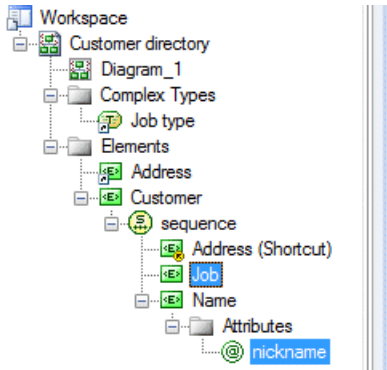 Workspace
Customer directory
Diagram_1
Complex Types
Job type
Elements
Address
Customer
sequence
Address (Shortcut)
Job
Name
Attributes
nickname